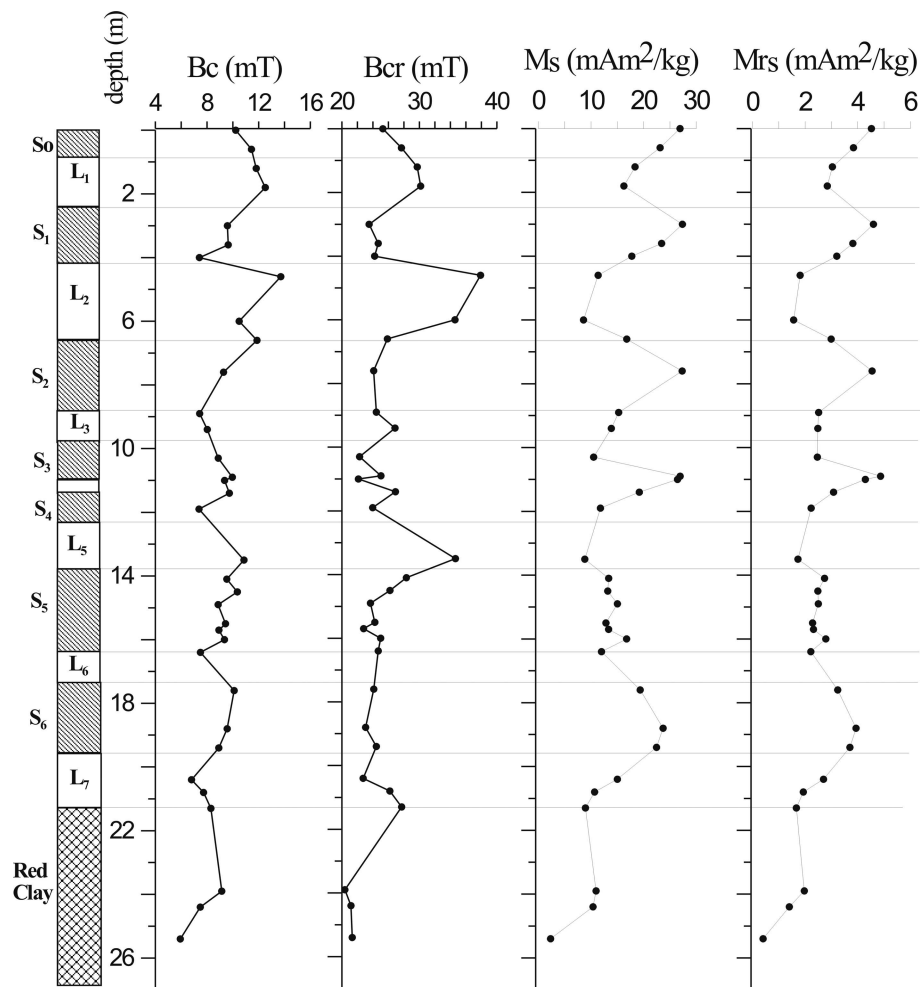 Bc (mT)
Bcr (mT)
Ms (mAm²/kg)
Mrs (mAm²/kg)
depth (m)
4 8 12 16
20 30 40
0 10 20 30
0 2 4 6
So
L₁
2
S₁
L₂
6
S₂
L₃
10
S₃
S₄
L₅
14
S₅
L₆
18
S₆
L₇
22
Red
Clay
26